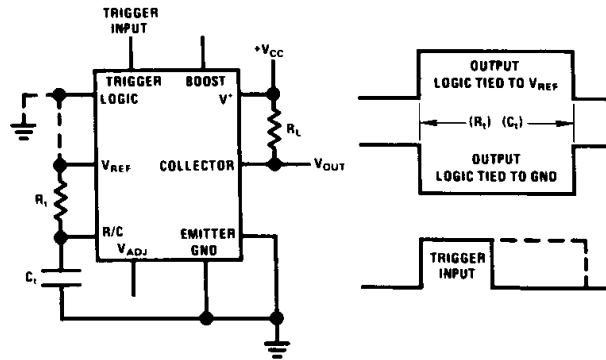 TRIGGER
INPUT
+VCC
TRIGGER
BOOST
LOGIC
V+
RL
VREF
COLLECTOR
VOUT
Rt
R/C
EMITTER
VADJ
GND
Ct
OUTPUT
LOGIC TIED TO VREF
(Rt) (Ct)
OUTPUT
LOGIC TIED TO GND
TRIGGER
INPUT